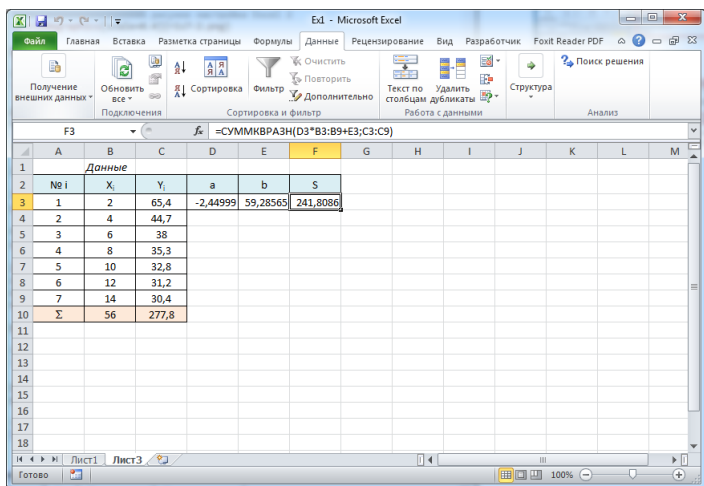 Ex1 - Microsoft Excel
Файл Главная Вставка Разметка страницы Формулы Данные Рецензирование Вид Разработчик Foxit Reader PDF
Получение внешних данных
Обновить все
Подключения
Сортировка
Фильтр
Очистить
Повторить
Дополнительно
Сортировка и фильтр
Текст по столбцам
Удалить дубликаты
Работа с данными
Структура
Поиск решения
Анализ
F3 fx =СУММКВРАЗН(D3*B3:B9+E3;C3:C9)
A B C D E F G H I J K L M
1 Данные
2 № i Xi Yi a b S
3 1 2 65,4 -2,44999 59,28565 241,8086
4 2 4 44,7
5 3 6 38
6 4 8 35,3
7 5 10 32,8
8 6 12 31,2
9 7 14 30,4
10 Σ 56 277,8
11
12
13
14
15
16
17
18
Лист1 Лист3
Готово 100%